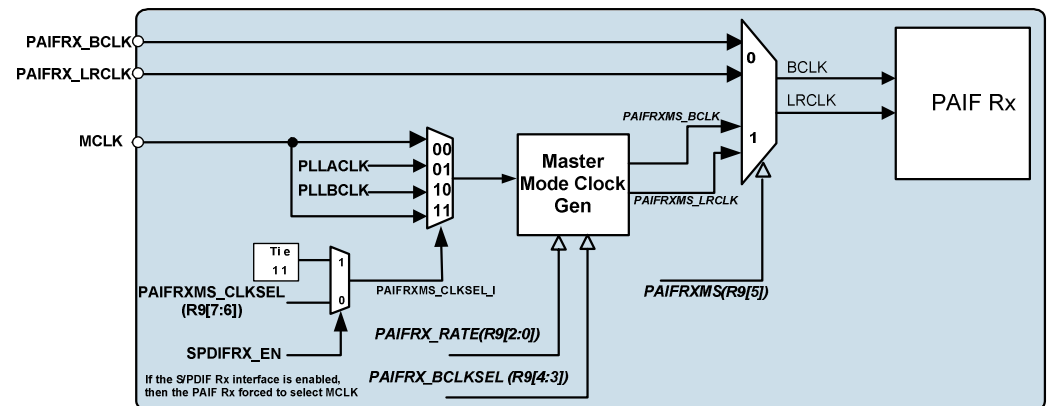 PAIFRX_BCLK
0
BCLK
PAIF Rx
PAIFRX_LRCLK
LRCLK
PAIFRXMS_BCLK
1
MCLK
00
PLLACLK
01
PLLBCLK
10
11
Master
Mode Clock
Gen
PAIFRXMS_LRCLK
Tie
11
1
PAIFRXMS_CLKSEL
(R9[7:6])
0
PAIFRXMS_CLKSEL_I
PAIFRXMS(R9[5])
PAIFRX_RATE(R9[2:0])
SPDIFRX_EN
PAIFRX_BCLKSEL (R9[4:3])
If the S/PDIF Rx interface is enabled,
then the PAIF Rx forced to select MCLK